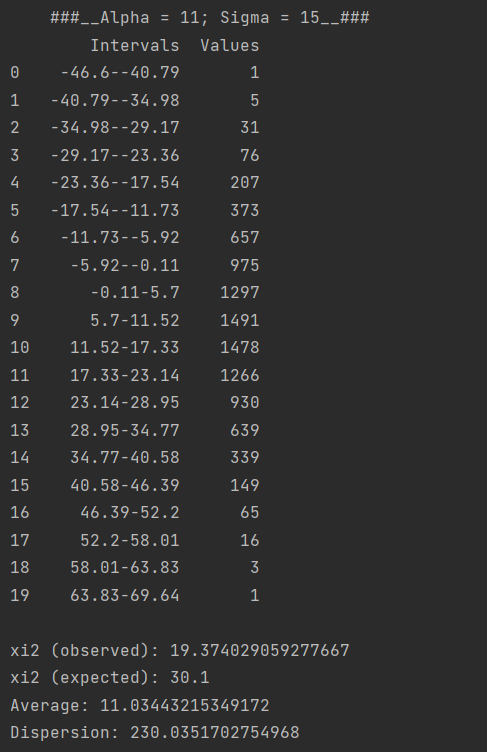 ###__Alpha = 11; Sigma = 15__###
Intervals Values
0 -46.6--40.79 1
1 -40.79--34.98 5
2 -34.98--29.17 31
3 -29.17--23.36 76
4 -23.36--17.54 207
5 -17.54--11.73 373
6 -11.73--5.92 657
7 -5.92--0.11 975
8 -0.11-5.7 1297
9 5.7-11.52 1491
10 11.52-17.33 1478
11 17.33-23.14 1266
12 23.14-28.95 930
13 28.95-34.77 639
14 34.77-40.58 339
15 40.58-46.39 149
16 46.39-52.2 65
17 52.2-58.01 16
18 58.01-63.83 3
19 63.83-69.64 1
xi2 (observed): 19.374029059277667
xi2 (expected): 30.1
Average: 11.03443215349172
Dispersion: 230.0351702754968